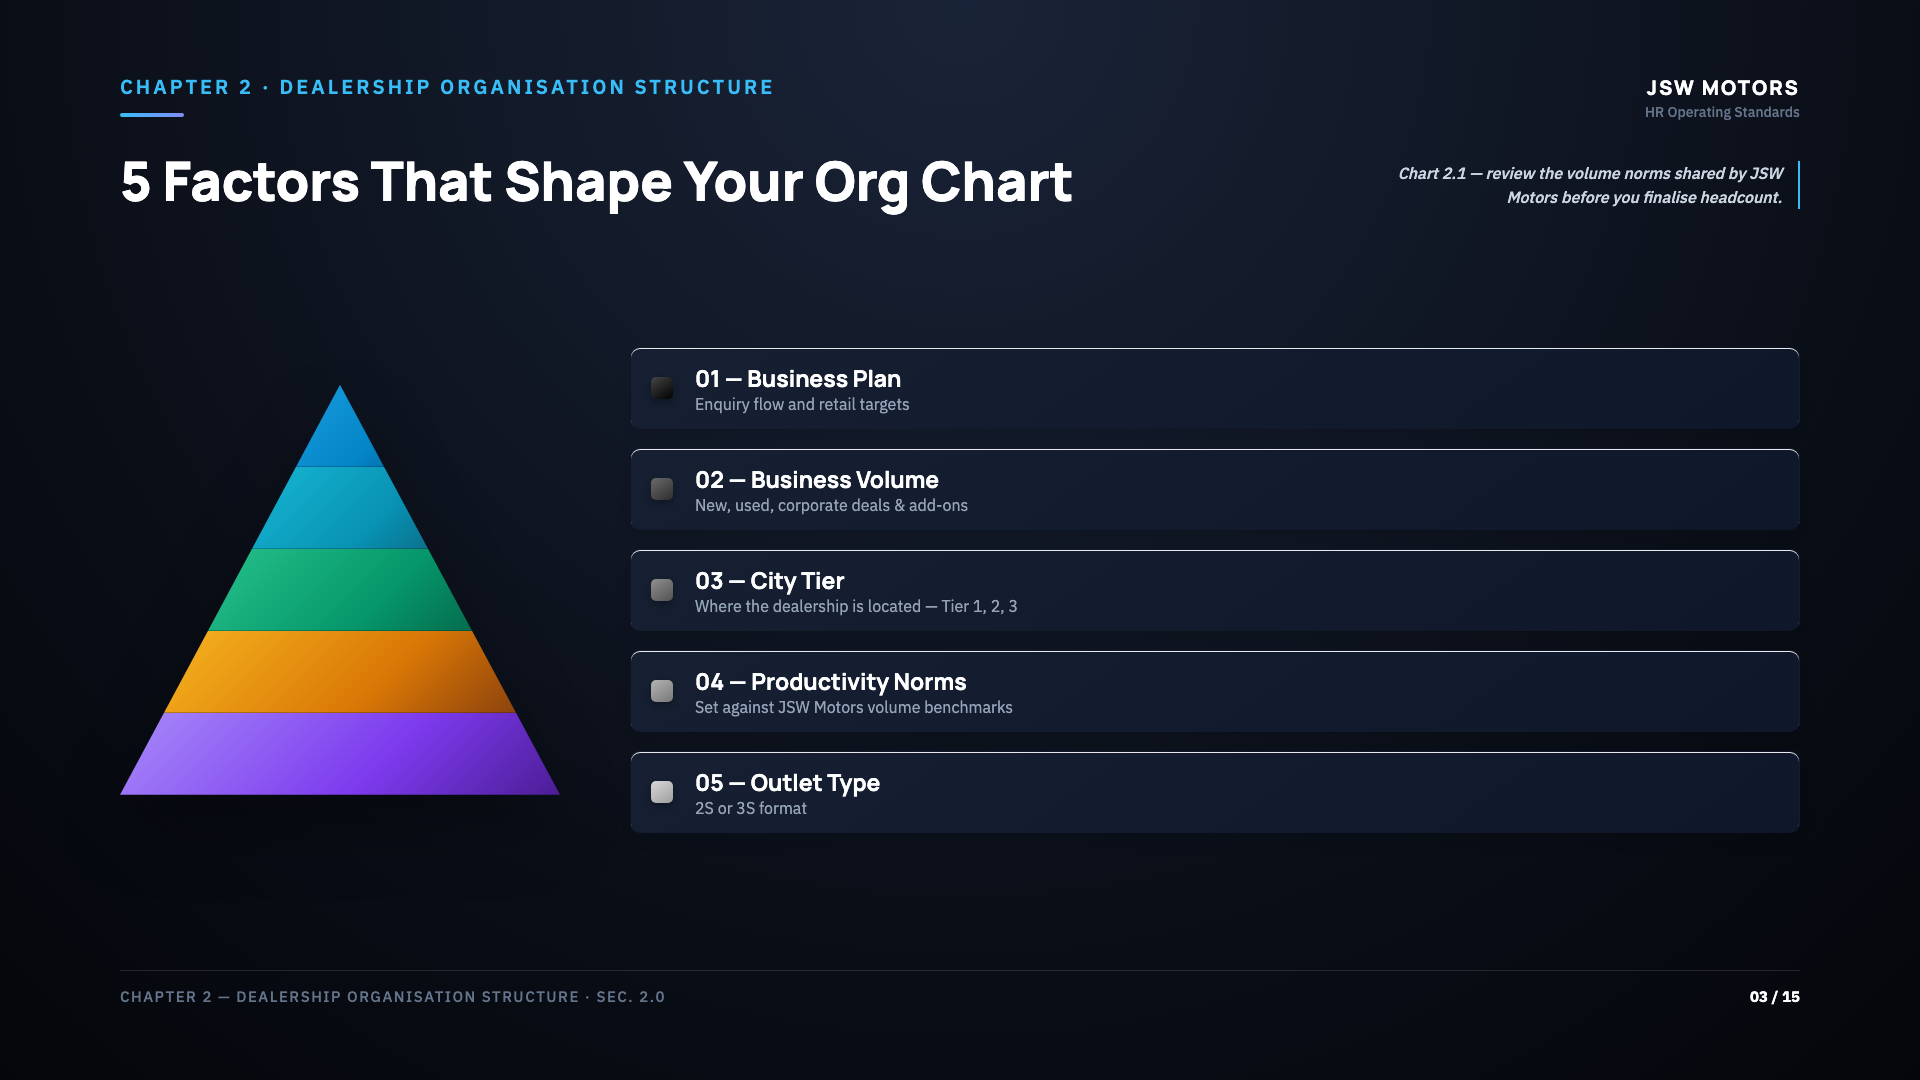 CHAPTER 2 · DEALERSHIP ORGANISATION STRUCTURE
JSW MOTORS
HR Operating Standards
5 Factors That Shape Your Org Chart
Chart 2.1 — review the volume norms shared by JSW
Motors before you finalise headcount.
01 — Business Plan
Enquiry flow and retail targets
02 — Business Volume
New, used, corporate deals & add-ons
03 — City Tier
Where the dealership is located — Tier 1, 2, 3
04 — Productivity Norms
Set against JSW Motors volume benchmarks
05 — Outlet Type
2S or 3S format
CHAPTER 2 — DEALERSHIP ORGANISATION STRUCTURE · SEC. 2.0
03 / 15